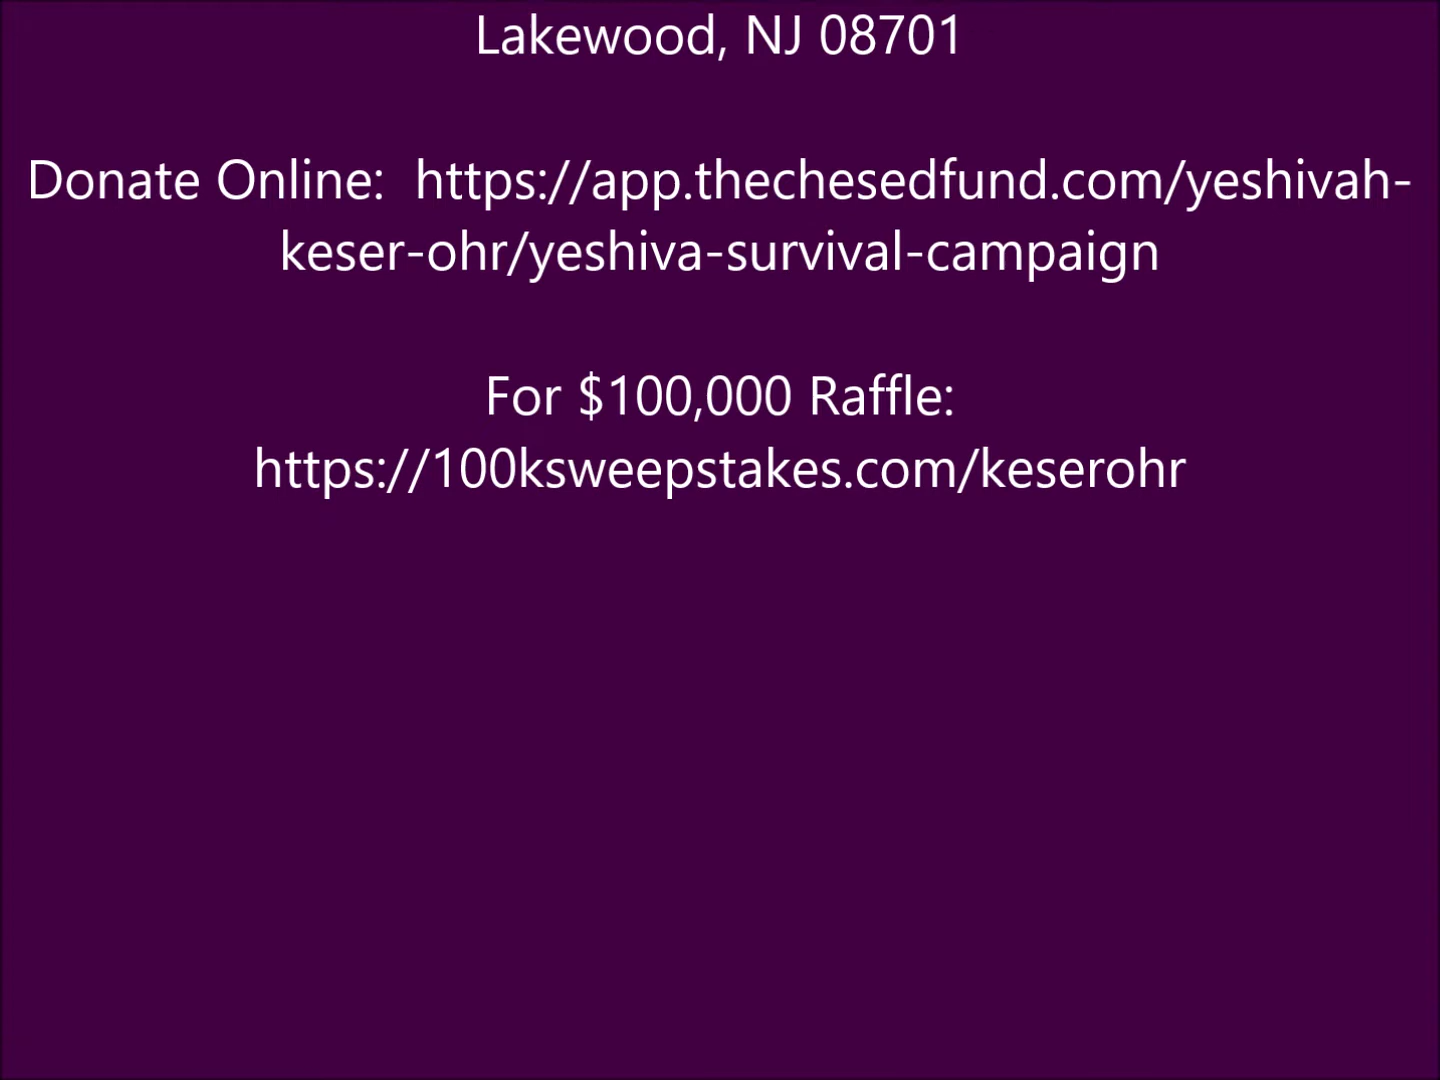 Lakewood, NJ 08701
Donate Online:  https://app.thechesedfund.com/yeshivah-
keser-ohr/yeshiva-survival-campaign
For $100,000 Raffle:
https://100ksweepstakes.com/keserohr